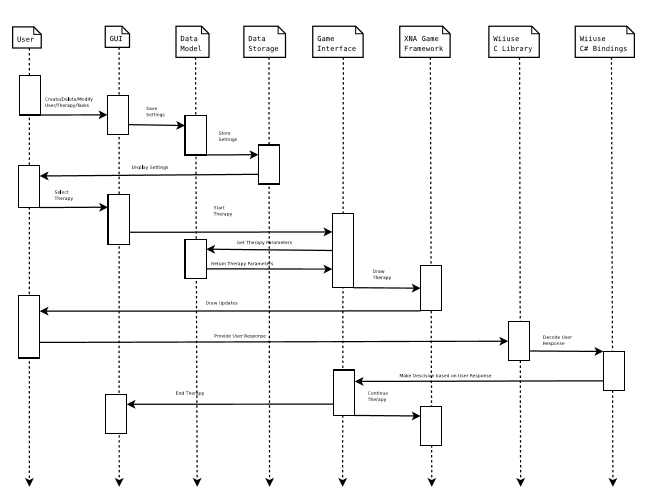 User
GUI
Data
Model
Data
Storage
Game
Interface
XNA Game
Framework
Wiiuse
C Library
Wiiuse
C# Bindings
Create/Delete/Modify
User/Therapy/Tasks
Save
Settings
Store
Settings
Display Settings
Select
Therapy
Start
Therapy
Get Therapy Parameters
Return Therapy Parameters
Draw
Therapy
Draw Updates
Provide User Response
Decode User
Response
Make Descision based on User Response
End Therapy
Continue
Therapy